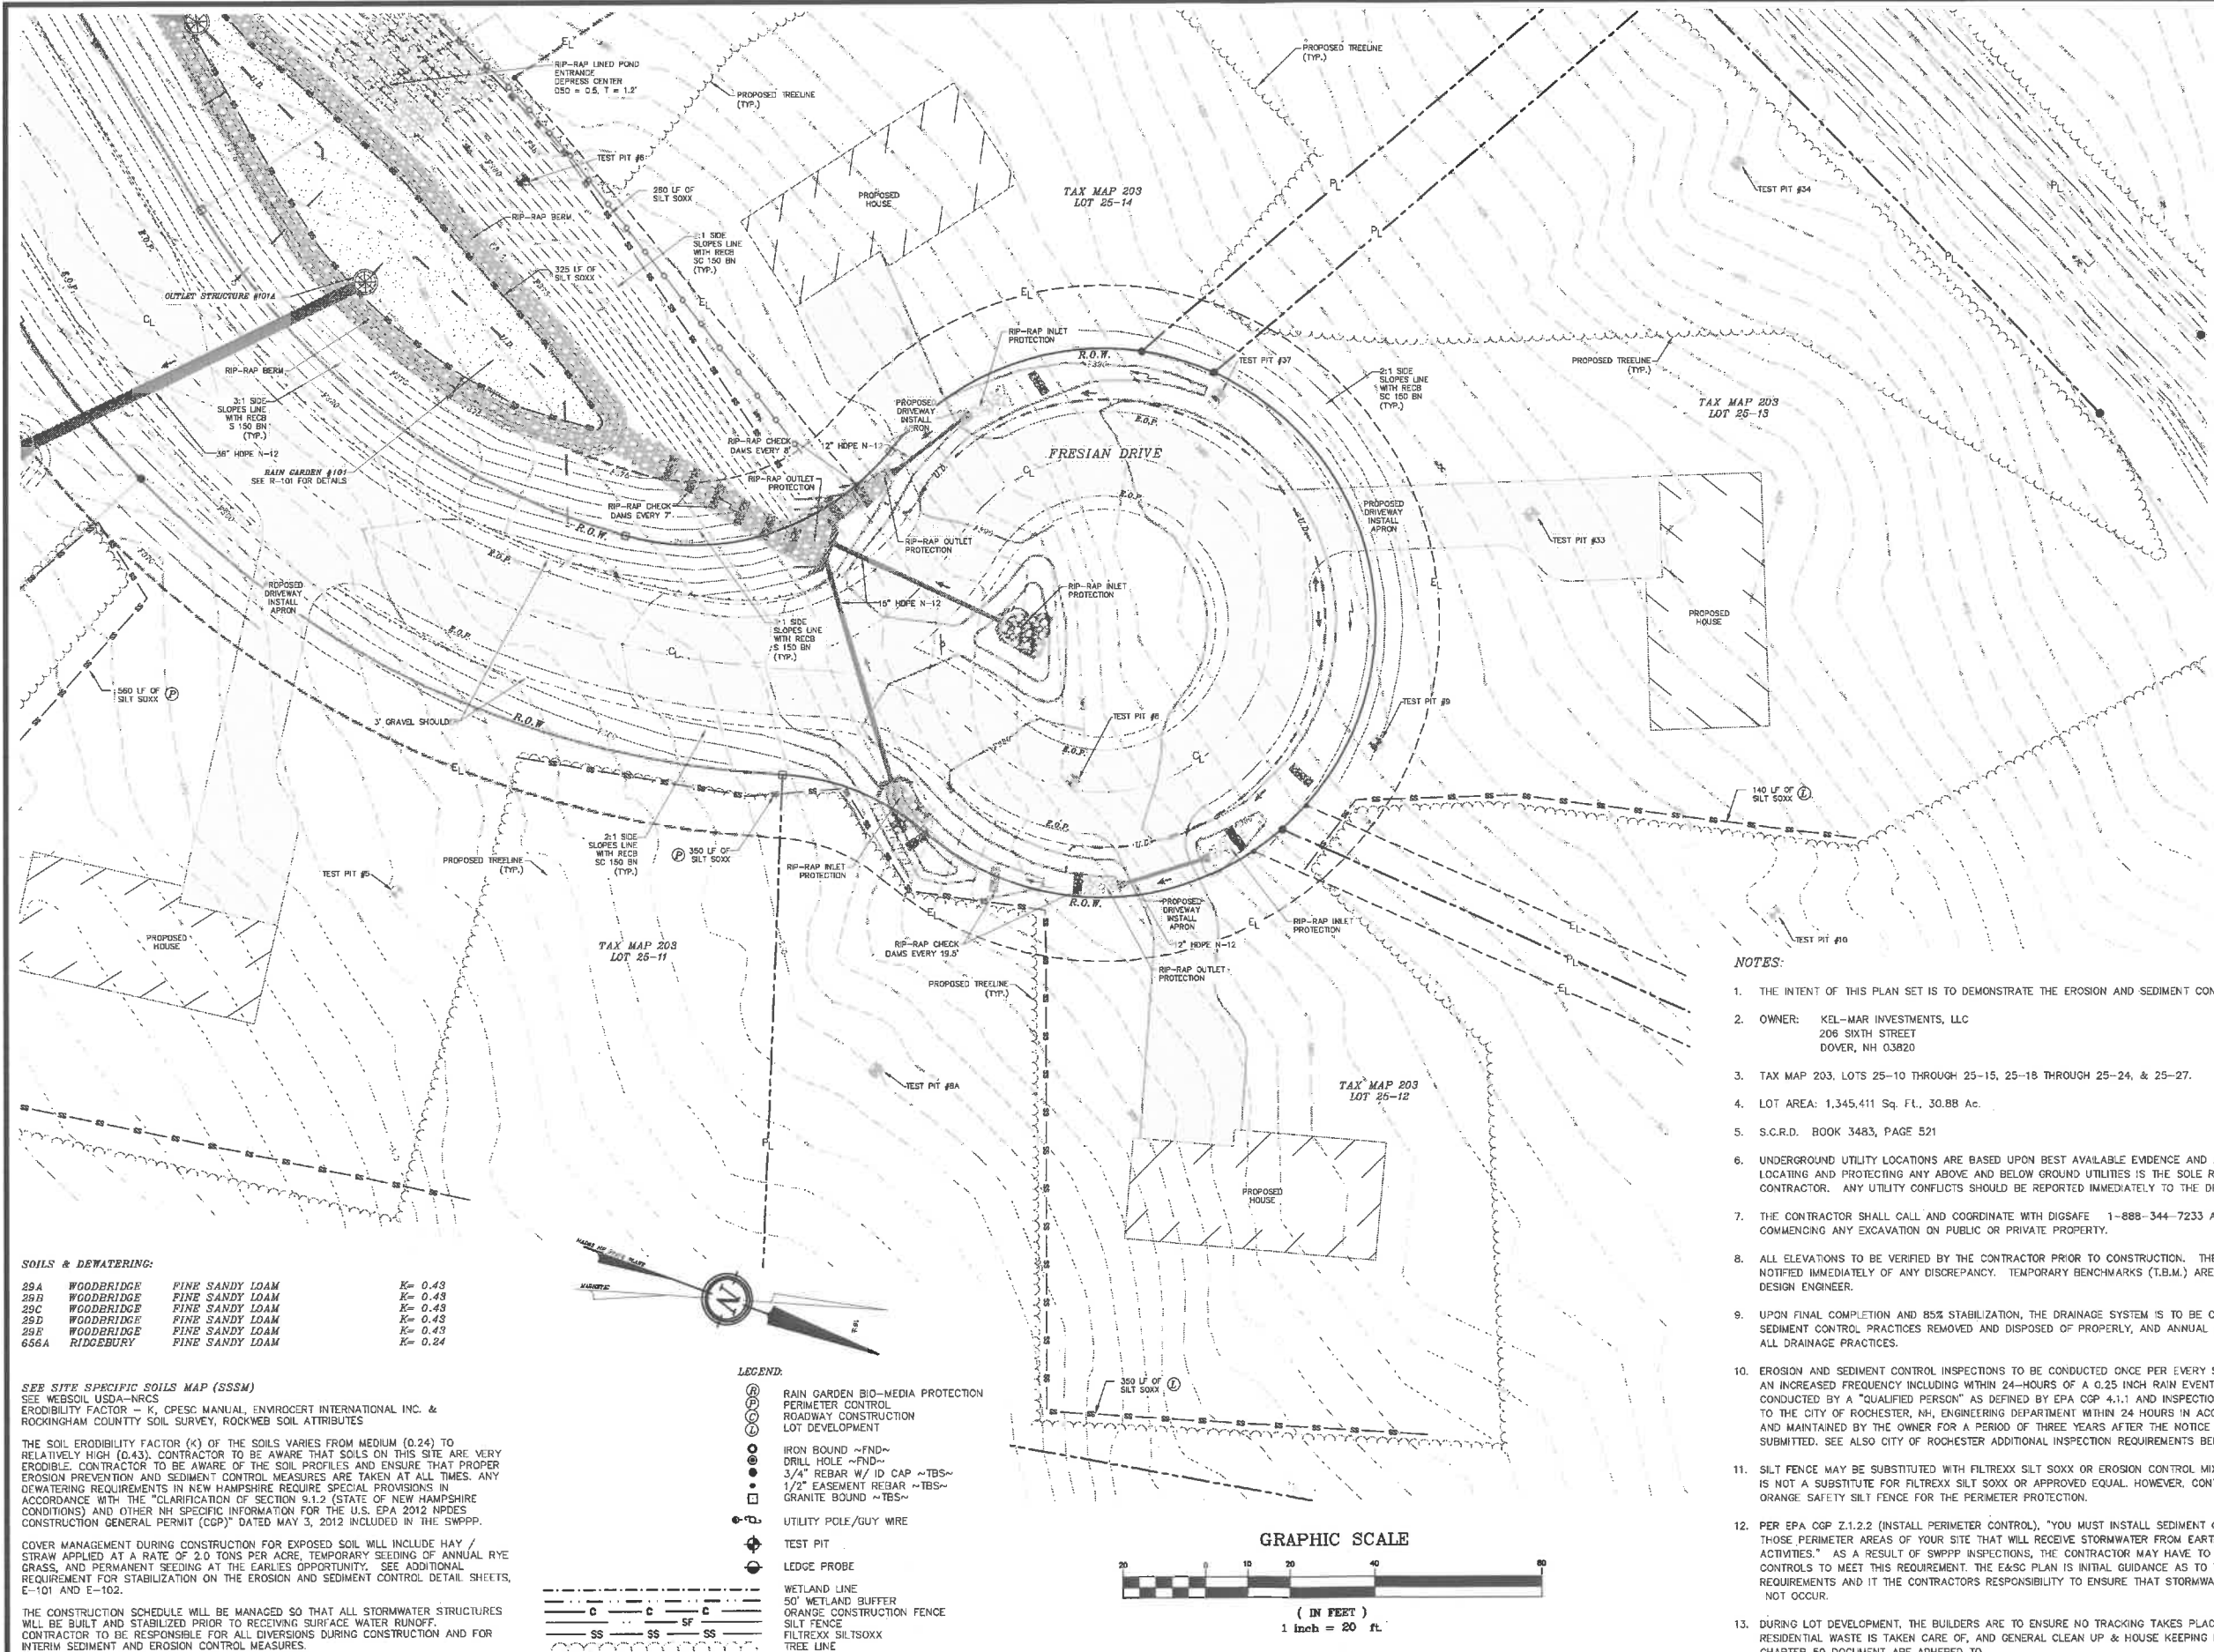 RIP-RAP LINED POND
ENTRANCE
DEPRESS CENTER
D50 = 0.5, T = 1.2'
PROPOSED TREELINE
(TYP.)
PROPOSED TREELINE
(TYP.)
TEST PIT #34
260 LF OF
SILT SOXX
PROPOSED
HOUSE
TAX MAP 203
LOT 25-14
RIP-RAP BERM
SLOPES LINE
WITH RECB
SC 150 BN
(TYP.)
325 LF OF
SILT SOXX
OUTLET STRUCTURE #101A
RIP-RAP BERM
3:1 SIDE
SLOPES LINE
WITH RECB
S 150 BN
(TYP.)
36" HDPE N-12
RAIN GARDEN #101
SEE R-101 FOR DETAILS
RIP-RAP INLET
PROTECTION
R.O.W.
TEST PIT #37
2:1 SIDE
SLOPES LINE
WITH RECB
SC 150 BN
(TYP.)
PROPOSED TREELINE
(TYP.)
TAX MAP 203
LOT 25-13
PROPOSED
DRIVEWAY
INSTALL
APRON
RIP-RAP CHECK
DAMS EVERY 8'
12" HDPE N-12
FRESIAN DRIVE
E.O.P.
RIP-RAP OUTLET
PROTECTION
RIP-RAP CHECK
DAMS EVERY 7'
RIP-RAP OUTLET
PROTECTION
PROPOSED
DRIVEWAY
INSTALL
APRON
TEST PIT #33
R.O.W.
E.O.P.
DRIVEWAY
INSTALL
APRON
RIP-RAP INLET
PROTECTION
15" HDPE N-12
SLOPES LINE
WITH RECB
S 150 BN
(TYP.)
PROPOSED
HOUSE
560 LF OF (P)
SILT SOXX
3' GRAVEL SHOULDER
R.O.W.
TEST PIT #9
TEST PIT #8
E.O.P.
140 LF OF (L)
SILT SOXX
2:1 SIDE
SLOPES LINE
WITH RECB
SC 150 BN
(TYP.)
(P) 350 LF OF
SILT SOXX
PROPOSED TREELINE
(TYP.)
TEST PIT #5
RIP-RAP INLET
PROTECTION
E.O.P.
R.O.W.
PROPOSED
DRIVEWAY
INSTALL
APRON
RIP-RAP INLET
PROTECTION
PROPOSED
HOUSE
TAX MAP 203
LOT 25-11
RIP-RAP CHECK
DAMS EVERY 19.5'
12" HDPE N-12
RIP-RAP OUTLET
PROTECTION
PROPOSED TREELINE
(TYP.)
TEST PIT #10
TEST PIT #8A
TAX MAP 203
LOT 25-12
PROPOSED
HOUSE
350 LF OF (L)
SILT SOXX
SOILS & DEWATERING:
29A WOODBRIDGE FINE SANDY LOAM K= 0.43
29B WOODBRIDGE FINE SANDY LOAM K= 0.43
29C WOODBRIDGE FINE SANDY LOAM K= 0.43
29D WOODBRIDGE FINE SANDY LOAM K= 0.43
29E WOODBRIDGE FINE SANDY LOAM K= 0.43
656A RIDGEBURY FINE SANDY LOAM K= 0.24
SEE SITE SPECIFIC SOILS MAP (SSSM)
SEE WEBSOIL USDA-NRCS
ERODIBILITY FACTOR - K, CPESC MANUAL, ENVIROCERT INTERNATIONAL INC. &
ROCKINGHAM COUNTTY SOIL SURVEY, ROCKWEB SOIL ATTRIBUTES
THE SOIL ERODIBILITY FACTOR (K) OF THE SOILS VARIES FROM MEDIUM (0.24) TO
RELATIVELY HIGH (0.43). CONTRACTOR TO BE AWARE THAT SOILS ON THIS SITE ARE VERY
ERODIBLE. CONTRACTOR TO BE AWARE OF THE SOIL PROFILES AND ENSURE THAT PROPER
EROSION PREVENTION AND SEDIMENT CONTROL MEASURES ARE TAKEN AT ALL TIMES. ANY
DEWATERING REQUIREMENTS IN NEW HAMPSHIRE REQUIRE SPECIAL PROVISIONS IN
ACCORDANCE WITH THE "CLARIFICATION OF SECTION 9.1.2 (STATE OF NEW HAMPSHIRE
CONDITIONS) AND OTHER NH SPECIFIC INFORMATION FOR THE U.S. EPA 2012 NPDES
CONSTRUCTION GENERAL PERMIT (CGP)" DATED MAY 3, 2012 INCLUDED IN THE SWPPP.
COVER MANAGEMENT DURING CONSTRUCTION FOR EXPOSED SOIL WILL INCLUDE HAY /
STRAW APPLIED AT A RATE OF 2.0 TONS PER ACRE, TEMPORARY SEEDING OF ANNUAL RYE
GRASS, AND PERMANENT SEEDING AT THE EARLIES OPPORTUNITY. SEE ADDITIONAL
REQUIREMENT FOR STABILIZATION ON THE EROSION AND SEDIMENT CONTROL DETAIL SHEETS,
E-101 AND E-102.
THE CONSTRUCTION SCHEDULE WILL BE MANAGED SO THAT ALL STORMWATER STRUCTURES
WILL BE BUILT AND STABILIZED PRIOR TO RECEIVING SURFACE WATER RUNOFF.
CONTRACTOR TO BE RESPONSIBLE FOR ALL DIVERSIONS DURING CONSTRUCTION AND FOR
INTERIM SEDIMENT AND EROSION CONTROL MEASURES.
MAGNETIC
N
LEGEND:
(R) RAIN GARDEN BIO-MEDIA PROTECTION
(P) PERIMETER CONTROL
(C) ROADWAY CONSTRUCTION
(L) LOT DEVELOPMENT
IRON BOUND ~FND~
DRILL HOLE ~FND~
3/4" REBAR W/ ID CAP ~TBS~
1/2" EASEMENT REBAR ~TBS~
GRANITE BOUND ~TBS~
UTILITY POLE/GUY WIRE
TEST PIT
LEDGE PROBE
WETLAND LINE
50' WETLAND BUFFER
C C C ORANGE CONSTRUCTION FENCE
SF SILT FENCE
SS SS SS FILTREXX SILTSOXX
TREE LINE
GRAPHIC SCALE
20 0 10 20 40 80
( IN FEET )
1 inch = 20 ft.
NOTES:
1. THE INTENT OF THIS PLAN SET IS TO DEMONSTRATE THE EROSION AND SEDIMENT CON
2. OWNER: KEL-MAR INVESTMENTS, LLC
206 SIXTH STREET
DOVER, NH 03820
3. TAX MAP 203, LOTS 25-10 THROUGH 25-15, 25-18 THROUGH 25-24, & 25-27.
4. LOT AREA: 1,345,411 Sq. Ft., 30.88 Ac.
5. S.C.R.D. BOOK 3483, PAGE 521
6. UNDERGROUND UTILITY LOCATIONS ARE BASED UPON BEST AVAILABLE EVIDENCE AND
LOCATING AND PROTECTING ANY ABOVE AND BELOW GROUND UTILITIES IS THE SOLE R
CONTRACTOR. ANY UTILITY CONFLICTS SHOULD BE REPORTED IMMEDIATELY TO THE D
7. THE CONTRACTOR SHALL CALL AND COORDINATE WITH DIGSAFE 1-888-344-7233 A
COMMENCING ANY EXCAVATION ON PUBLIC OR PRIVATE PROPERTY.
8. ALL ELEVATIONS TO BE VERIFIED BY THE CONTRACTOR PRIOR TO CONSTRUCTION. THE
NOTIFIED IMMEDIATELY OF ANY DISCREPANCY. TEMPORARY BENCHMARKS (T.B.M.) ARE
DESIGN ENGINEER.
9. UPON FINAL COMPLETION AND 85% STABILIZATION, THE DRAINAGE SYSTEM IS TO BE C
SEDIMENT CONTROL PRACTICES REMOVED AND DISPOSED OF PROPERLY, AND ANNUAL
ALL DRAINAGE PRACTICES.
10. EROSION AND SEDIMENT CONTROL INSPECTIONS TO BE CONDUCTED ONCE PER EVERY
AN INCREASED FREQUENCY INCLUDING WITHIN 24-HOURS OF A 0.25 INCH RAIN EVENT
CONDUCTED BY A "QUALIFIED PERSON" AS DEFINED BY EPA CGP 4.1.1 AND INSPECTIO
TO THE CITY OF ROCHESTER, NH, ENGINEERING DEPARTMENT WITHIN 24 HOURS IN ACC
AND MAINTAINED BY THE OWNER FOR A PERIOD OF THREE YEARS AFTER THE NOTICE
SUBMITTED. SEE ALSO CITY OF ROCHESTER ADDITIONAL INSPECTION REQUIREMENTS BE
11. SILT FENCE MAY BE SUBSTITUTED WITH FILTREXX SILT SOXX OR EROSION CONTROL MI
IS NOT A SUBSTITUTE FOR FILTREXX SILT SOXX OR APPROVED EQUAL. HOWEVER, CON
ORANGE SAFETY SILT FENCE FOR THE PERIMETER PROTECTION.
12. PER EPA CGP Z.1.2.2 (INSTALL PERIMETER CONTROL), "YOU MUST INSTALL SEDIMENT
THOSE PERIMETER AREAS OF YOUR SITE THAT WILL RECEIVE STORMWATER FROM EART
ACTIVITIES." AS A RESULT OF SWPPP INSPECTIONS, THE CONTRACTOR MAY HAVE TO
CONTROLS TO MEET THIS REQUIREMENT. THE E&SC PLAN IS INITIAL GUIDANCE AS TO
REQUIREMENTS AND IT THE CONTRACTORS RESPONSIBILITY TO ENSURE THAT STORMWA
NOT OCCUR.
13. DURING LOT DEVELOPMENT, THE BUILDERS ARE TO ENSURE NO TRACKING TAKES PLAC
RESIDENTIAL WASTE IS TAKEN CARE OF, AND GENERAL CLEAN UP & HOUSE KEEPING